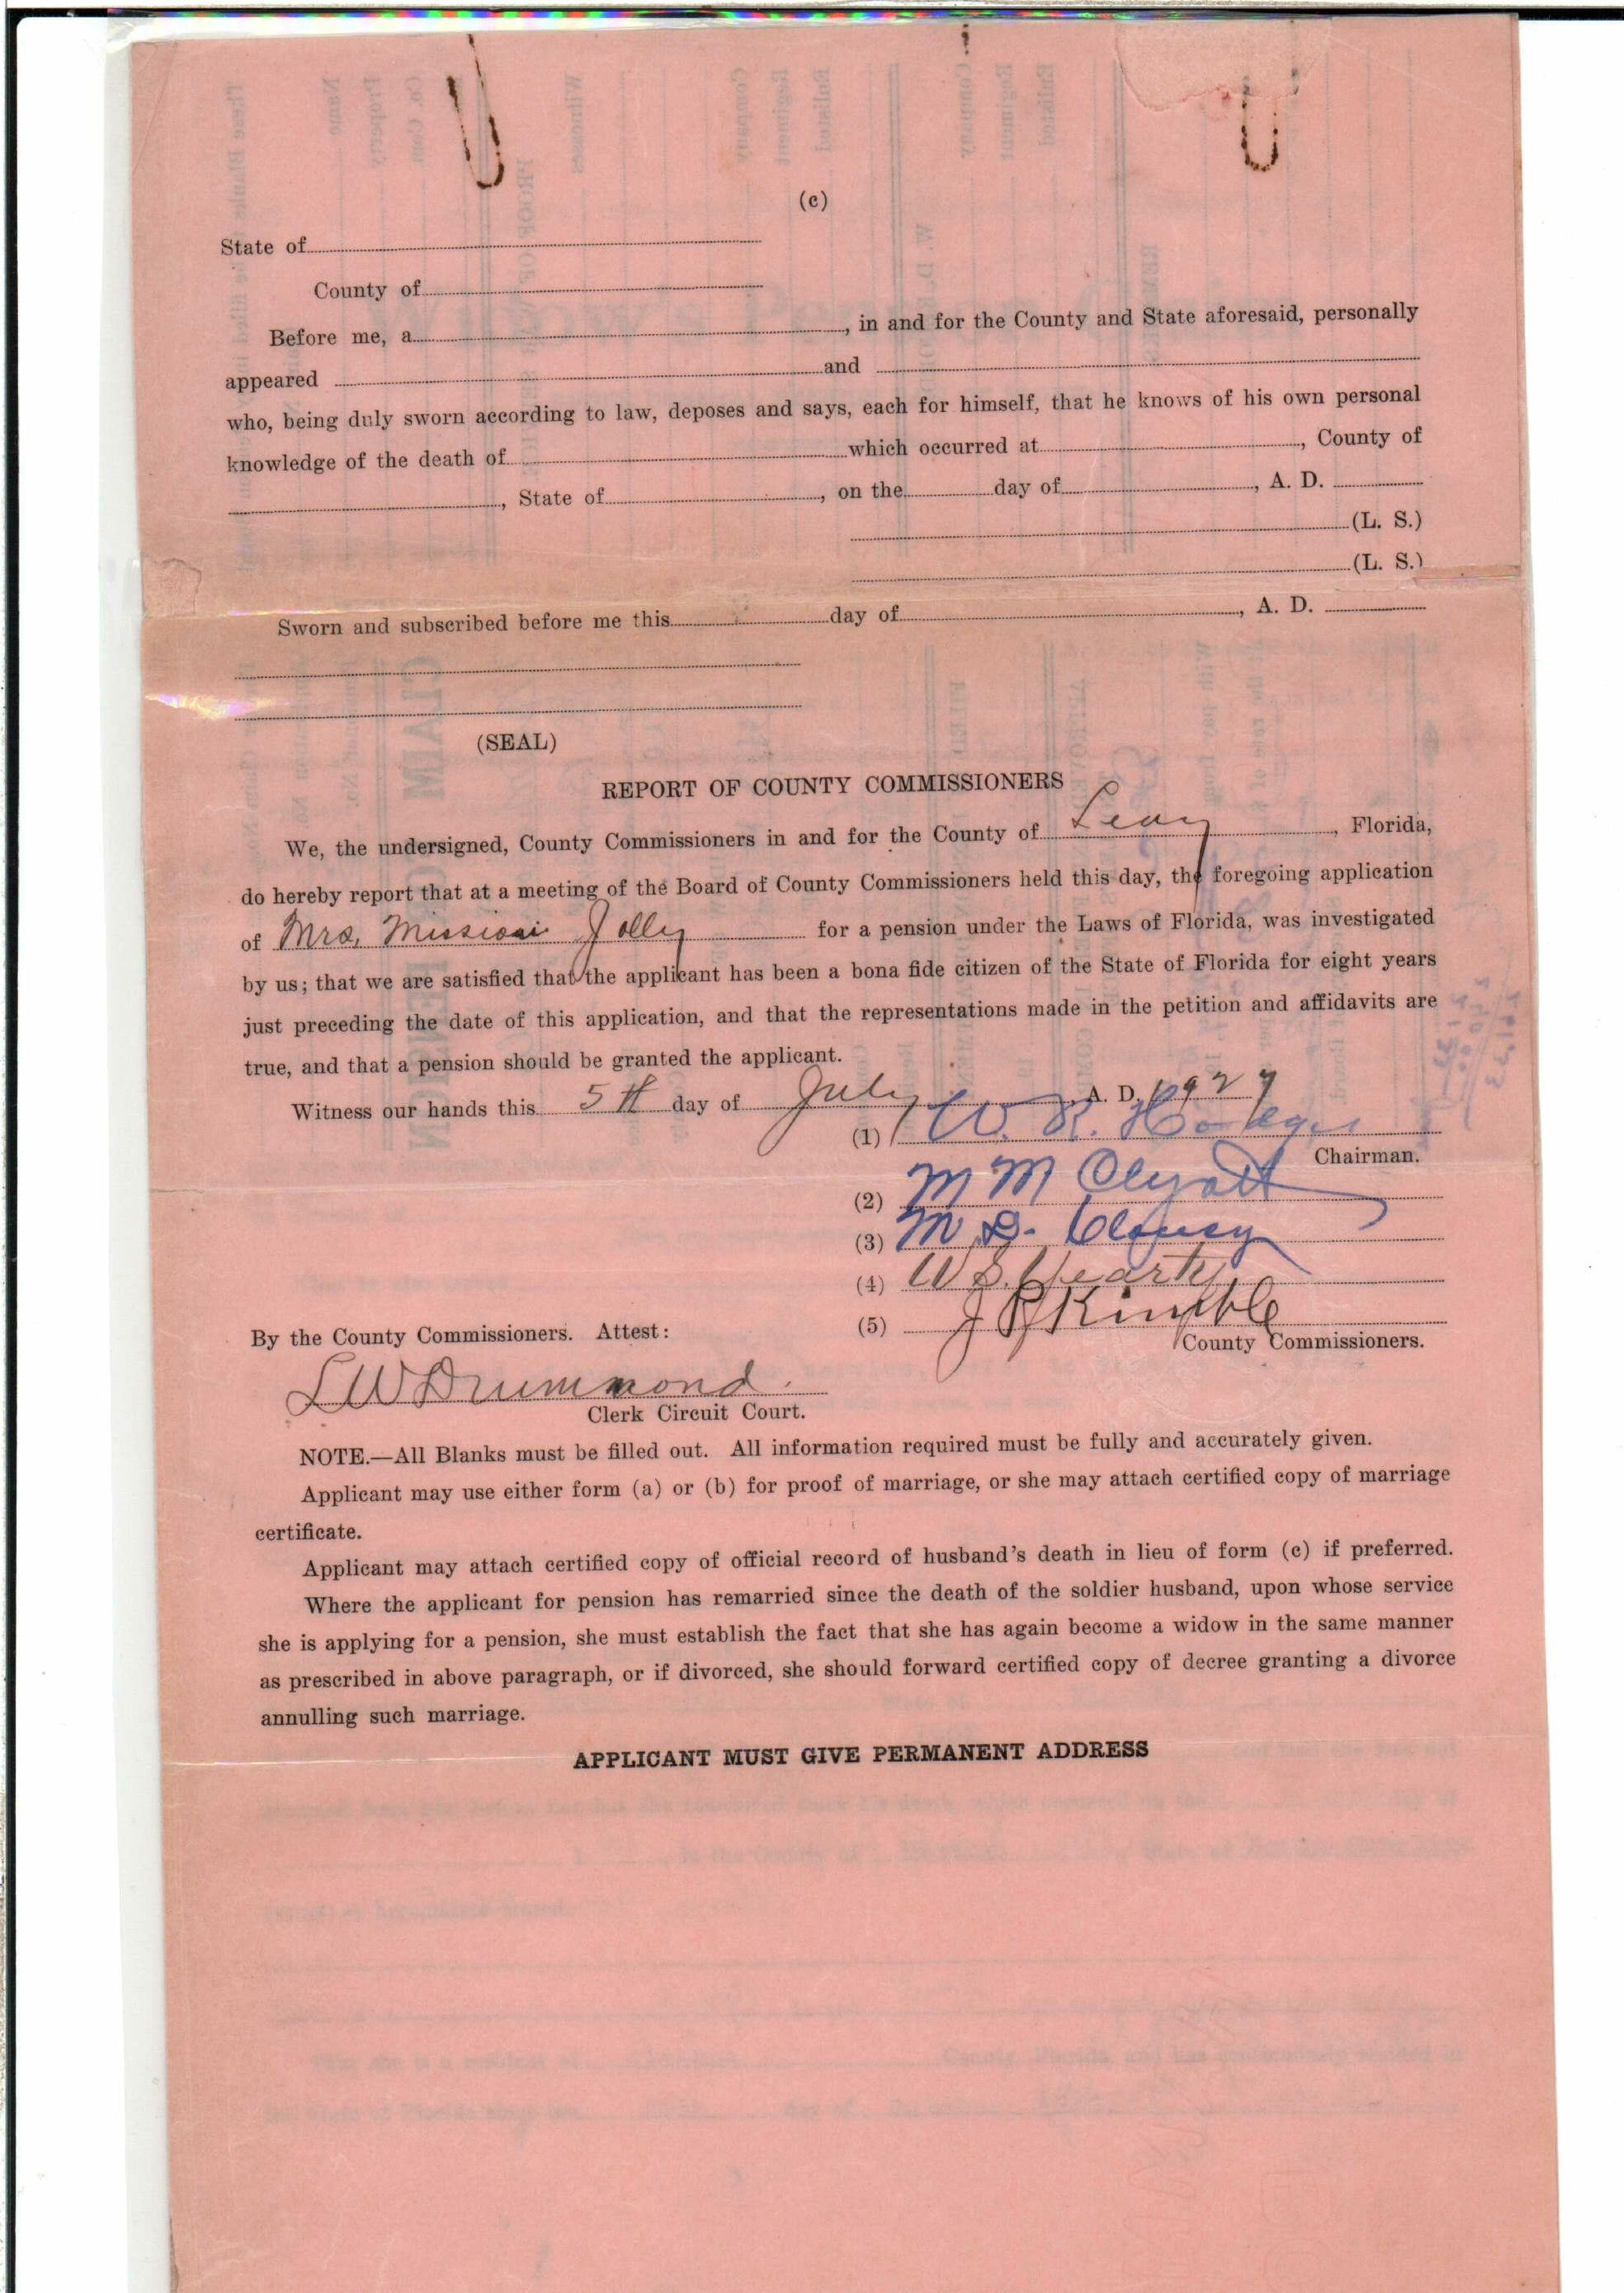 (c)
State of
County of
Before me, a , in and for the County and State aforesaid, personally
appeared and
who, being duly sworn according to law, deposes and says, each for himself, that he knows of his own personal
knowledge of the death of which occurred at , County of
, State of , on the day of , A. D.
(L. S.)
(L. S.)
Sworn and subscribed before me this day of , A. D.
(SEAL)
REPORT OF COUNTY COMMISSIONERS
We, the undersigned, County Commissioners in and for the County of Levy , Florida,
do hereby report that at a meeting of the Board of County Commissioners held this day, the foregoing application
of Mrs. Missouri Jolly for a pension under the Laws of Florida, was investigated
by us; that we are satisfied that the applicant has been a bona fide citizen of the State of Florida for eight years
just preceding the date of this application, and that the representations made in the petition and affidavits are
true, and that a pension should be granted the applicant.
Witness our hands this 5th day of July , A. D. 1927
(1) W. R. Hodges
Chairman.
(2) M M Clyatt
(3) M. D. Clancy
(4) W S. Yearty
(5) J P Kimble
By the County Commissioners. Attest:
County Commissioners.
L W Drummond.
Clerk Circuit Court.
NOTE.—All Blanks must be filled out. All information required must be fully and accurately given.
Applicant may use either form (a) or (b) for proof of marriage, or she may attach certified copy of marriage
certificate.
Applicant may attach certified copy of official record of husband's death in lieu of form (c) if preferred.
Where the applicant for pension has remarried since the death of the soldier husband, upon whose service
she is applying for a pension, she must establish the fact that she has again become a widow in the same manner
as prescribed in above paragraph, or if divorced, she should forward certified copy of decree granting a divorce
annulling such marriage.
APPLICANT MUST GIVE PERMANENT ADDRESS